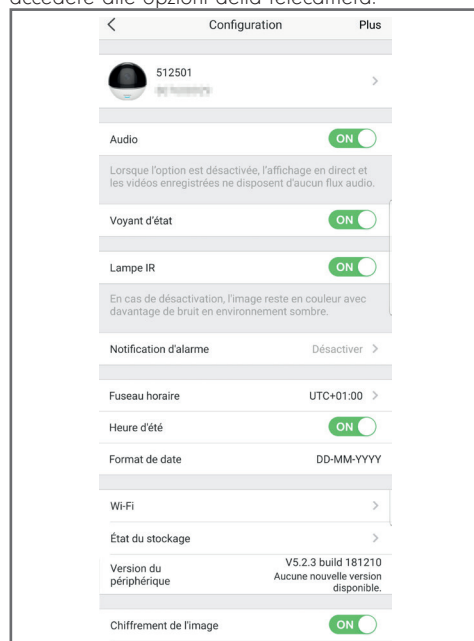 accedere alle opzioni della telecamera.
Configuration Plus
512501
Audio ON
Lorsque l'option est désactivée, l'affichage en direct et
les vidéos enregistrées ne disposent d'aucun flux audio.
Voyant d'état ON
Lampe IR ON
En cas de désactivation, l'image reste en couleur avec
davantage de bruit en environnement sombre.
Notification d'alarme Désactiver
Fuseau horaire UTC+01:00
Heure d'été ON
Format de date DD-MM-YYYY
Wi-Fi
État du stockage
Version du
périphérique
V5.2.3 build 181210
Aucune nouvelle version
disponible.
Chiffrement de l'image ON